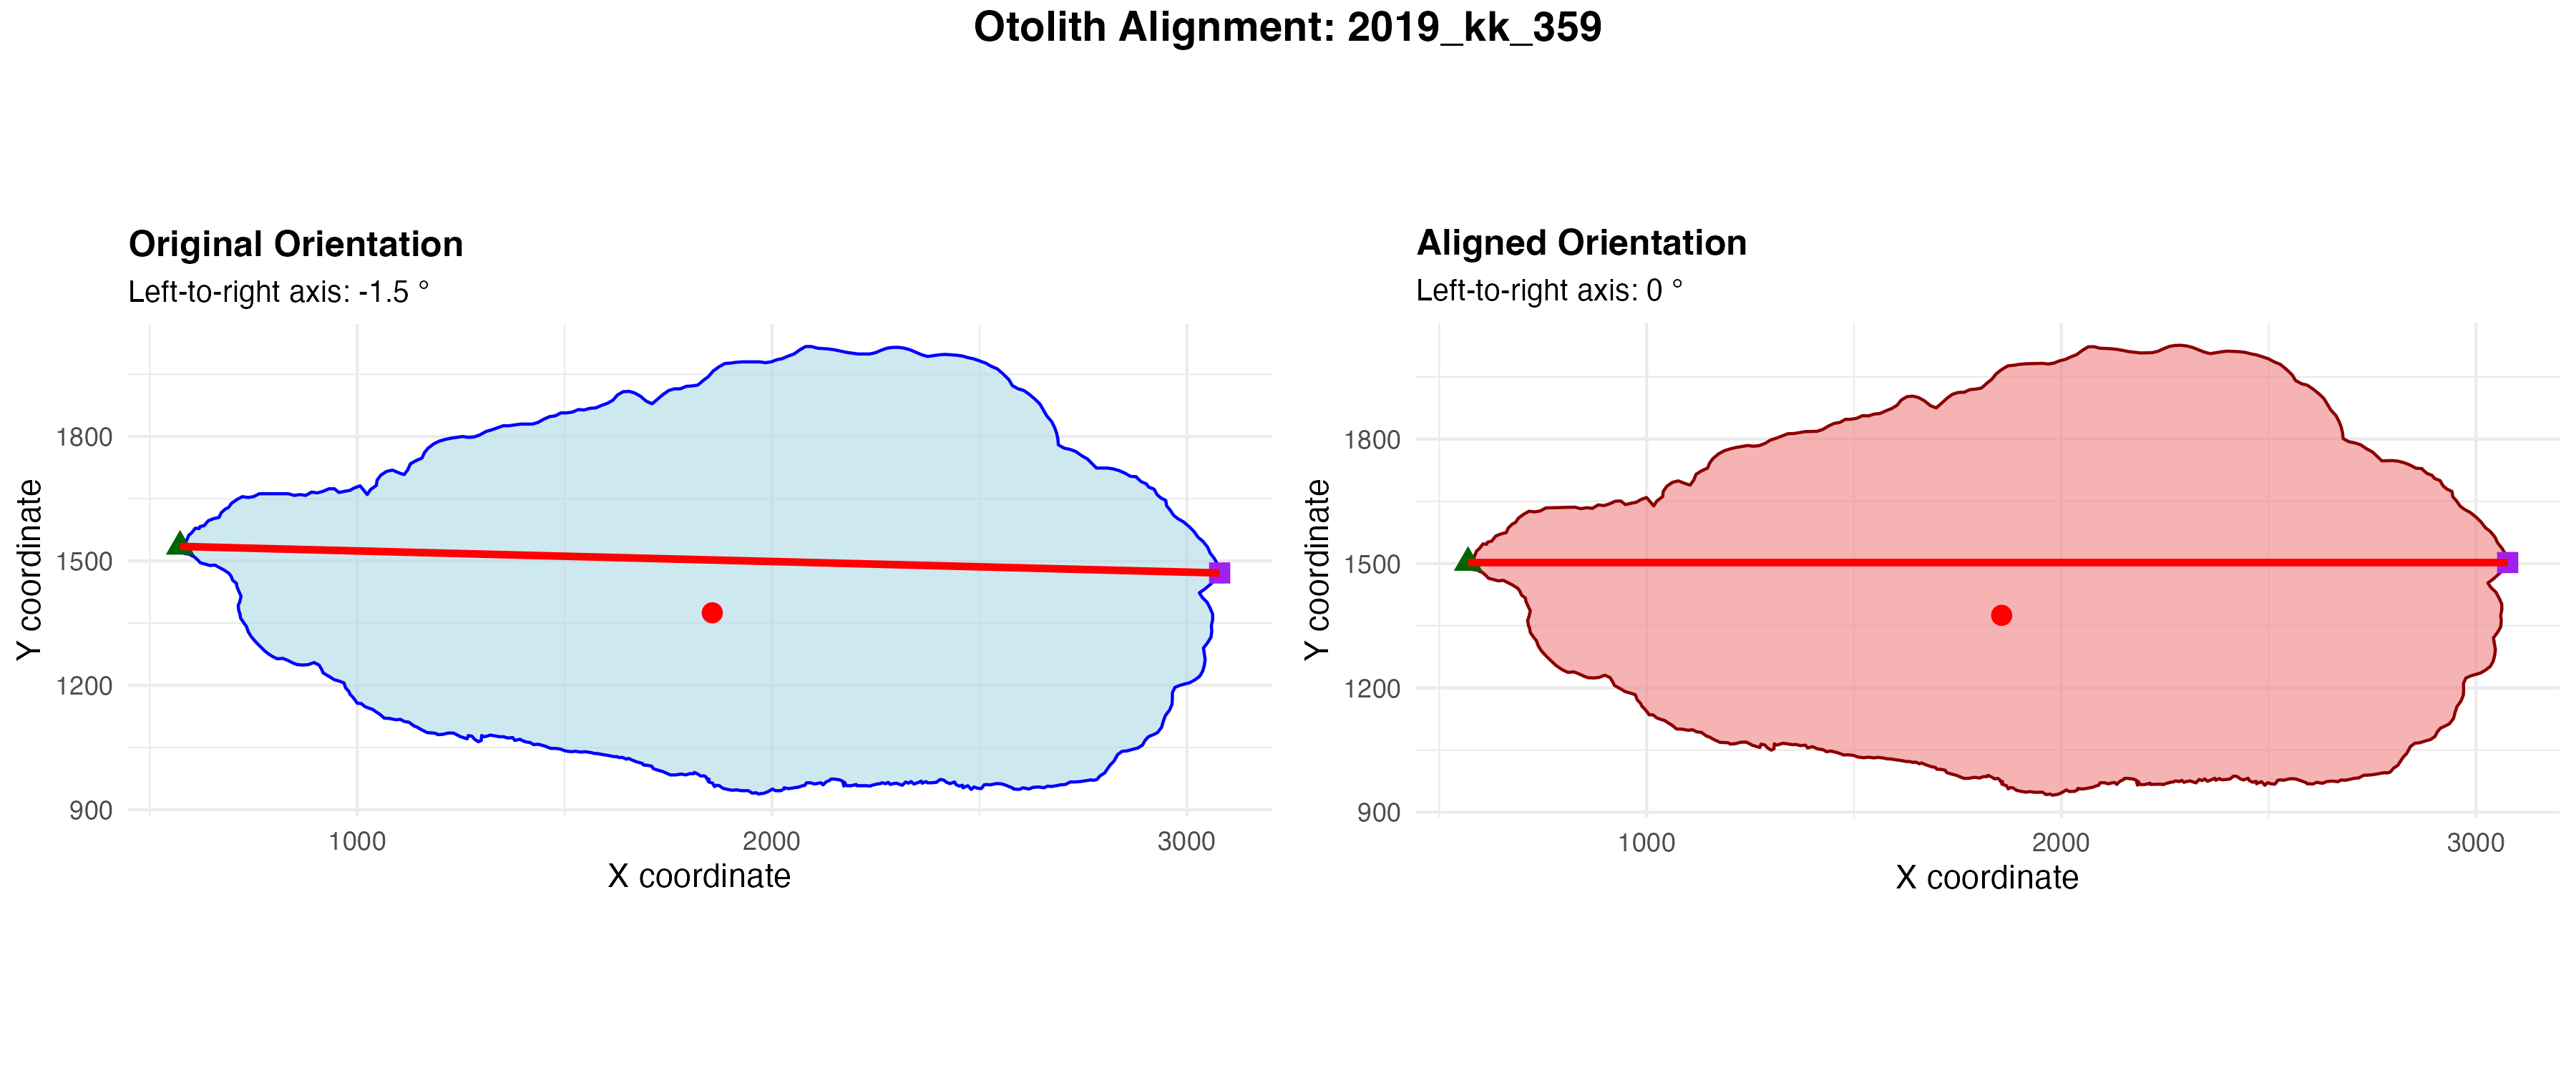 Otolith Alignment: 2019_kk_359
Original Orientation
Left-to-right axis: -1.5 °
Y coordinate
1800
1500
1200
900
1000
2000
3000
X coordinate
Aligned Orientation
Left-to-right axis: 0 °
Y coordinate
1800
1500
1200
900
1000
2000
3000
X coordinate